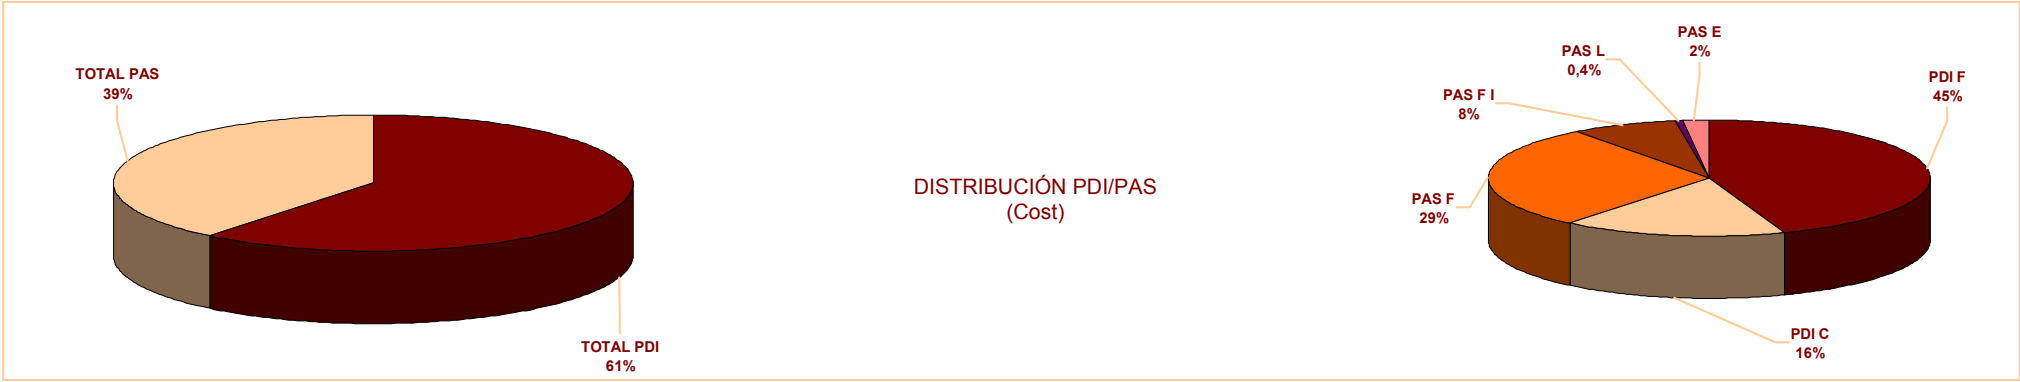 TOTAL PAS
39%
TOTAL PDI
61%
DISTRIBUCIÓN PDI/PAS
(Cost)
PAS E
2%
PAS L
0,4%
PAS F I
8%
PAS F
29%
PDI F
45%
PDI C
16%